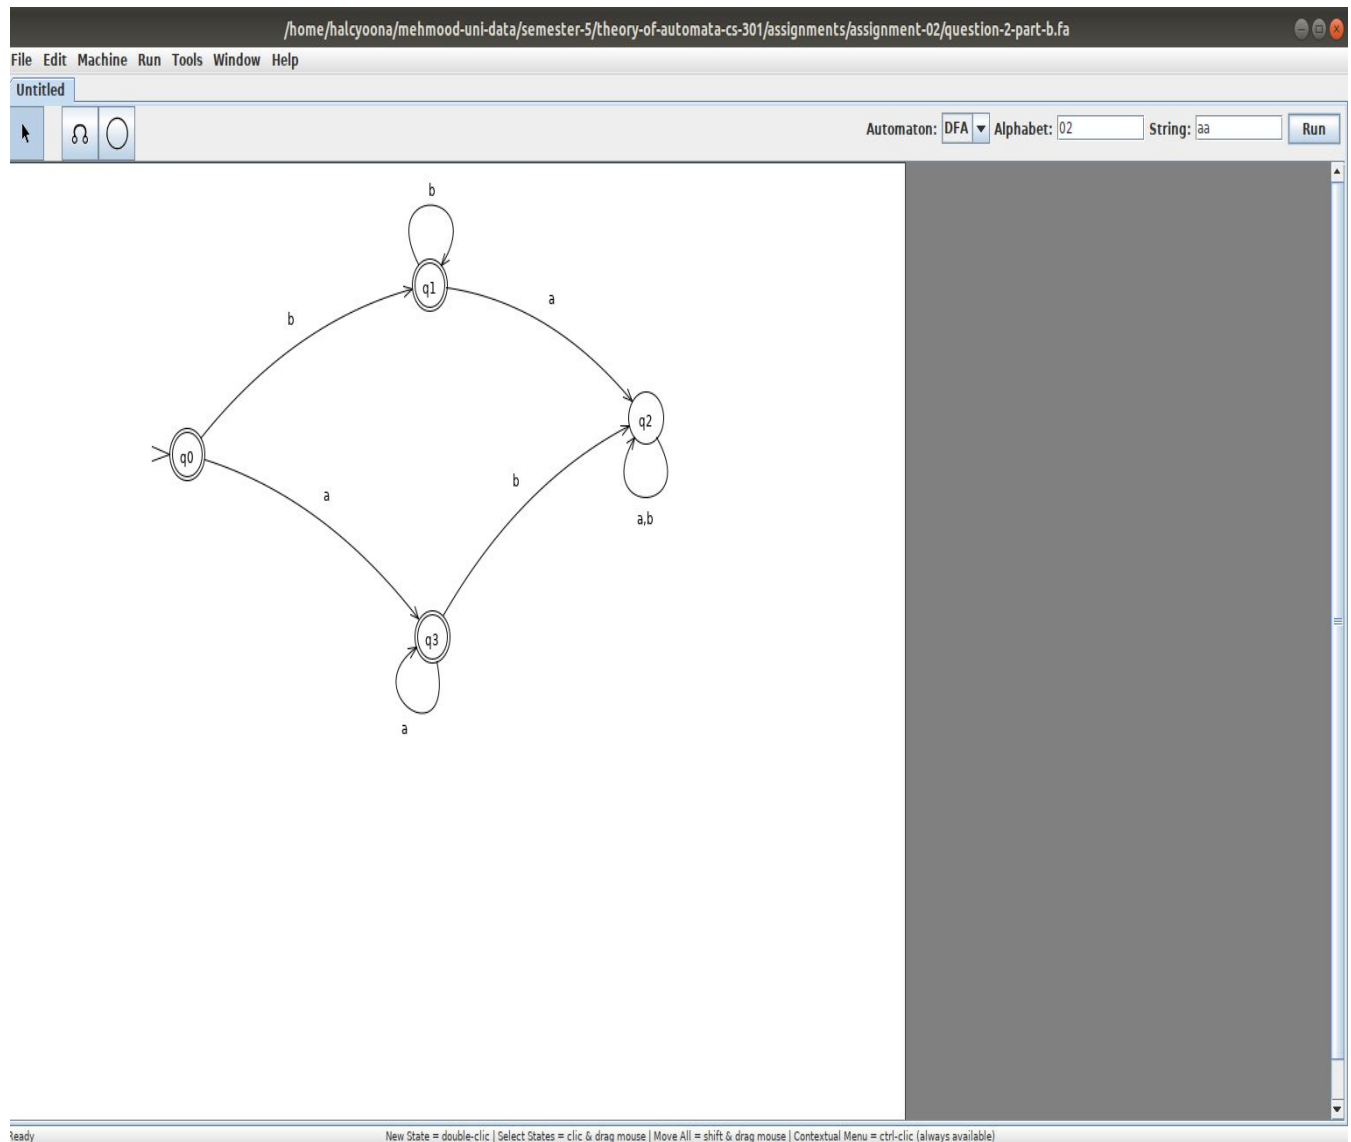 /home/halcyoona/mehmood-uni-data/semester-5/theory-of-automata-cs-301/assignments/assignment-02/question-2-part-b.fa
File Edit Machine Run Tools Window Help
Untitled
Automaton: DFA Alphabet: 02 String: aa Run
b
q1
a
b
q2
q0
b
a
a,b
q3
a
Ready New State = double-clic | Select States = clic & drag mouse | Move All = shift & drag mouse | Contextual Menu = ctrl-clic (always available)